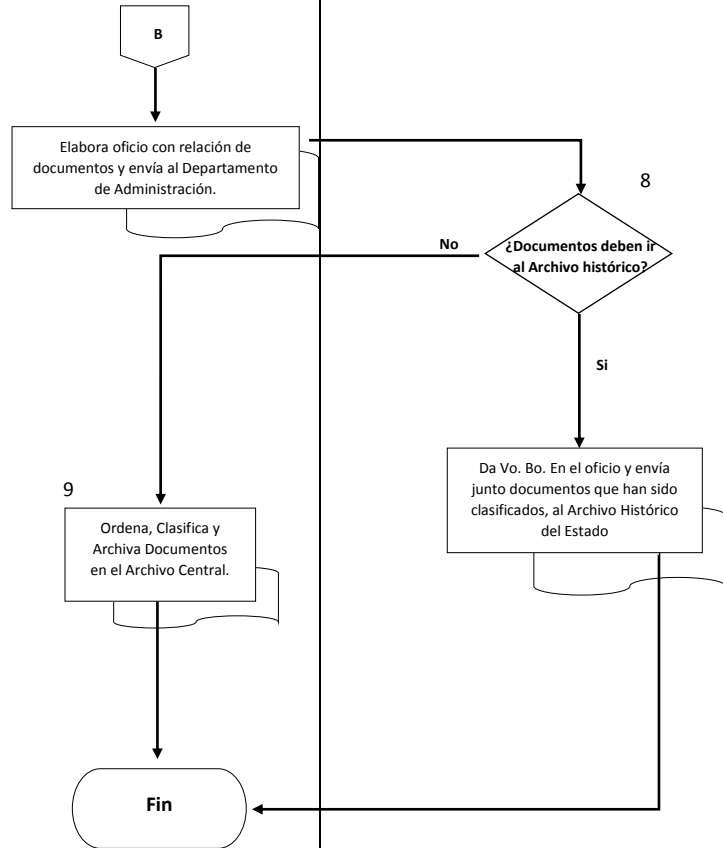 B
Elabora oficio con relación de
documentos y envía al Departamento
de Administración.
8
¿Documentos deben ir
al Archivo histórico?
No
Si
Da Vo. Bo. En el oficio y envía
junto documentos que han sido
clasificados, al Archivo Histórico
del Estado
9
Ordena, Clasifica y
Archiva Documentos
en el Archivo Central.
Fin